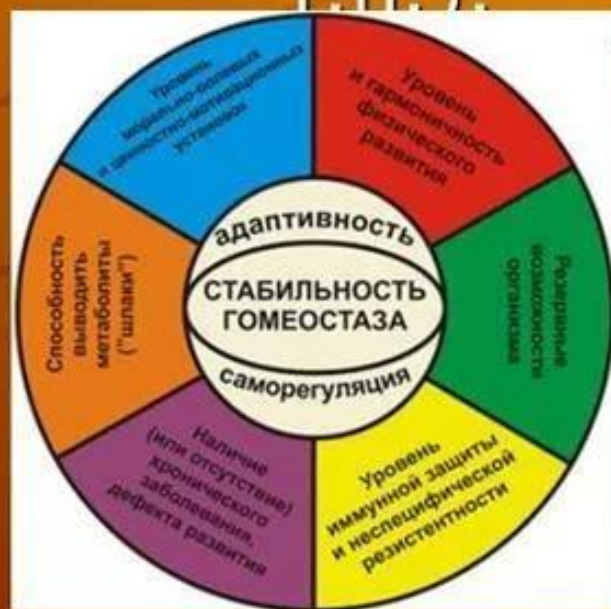 Уровень
морально-волевых
и ценностно-мотивационных
установок
Уровень
и гармоничность
физического
развития
Резервные
возможности
организма
Уровень
иммунной защиты
и неспецифической
резистентности
Наличие
(или отсутствие)
хронического
заболевания,
дефекта развития
Способность
выводить
метаболиты
("шлаки")
адаптивность
СТАБИЛЬНОСТЬ
ГОМЕОСТАЗА
саморегуляция